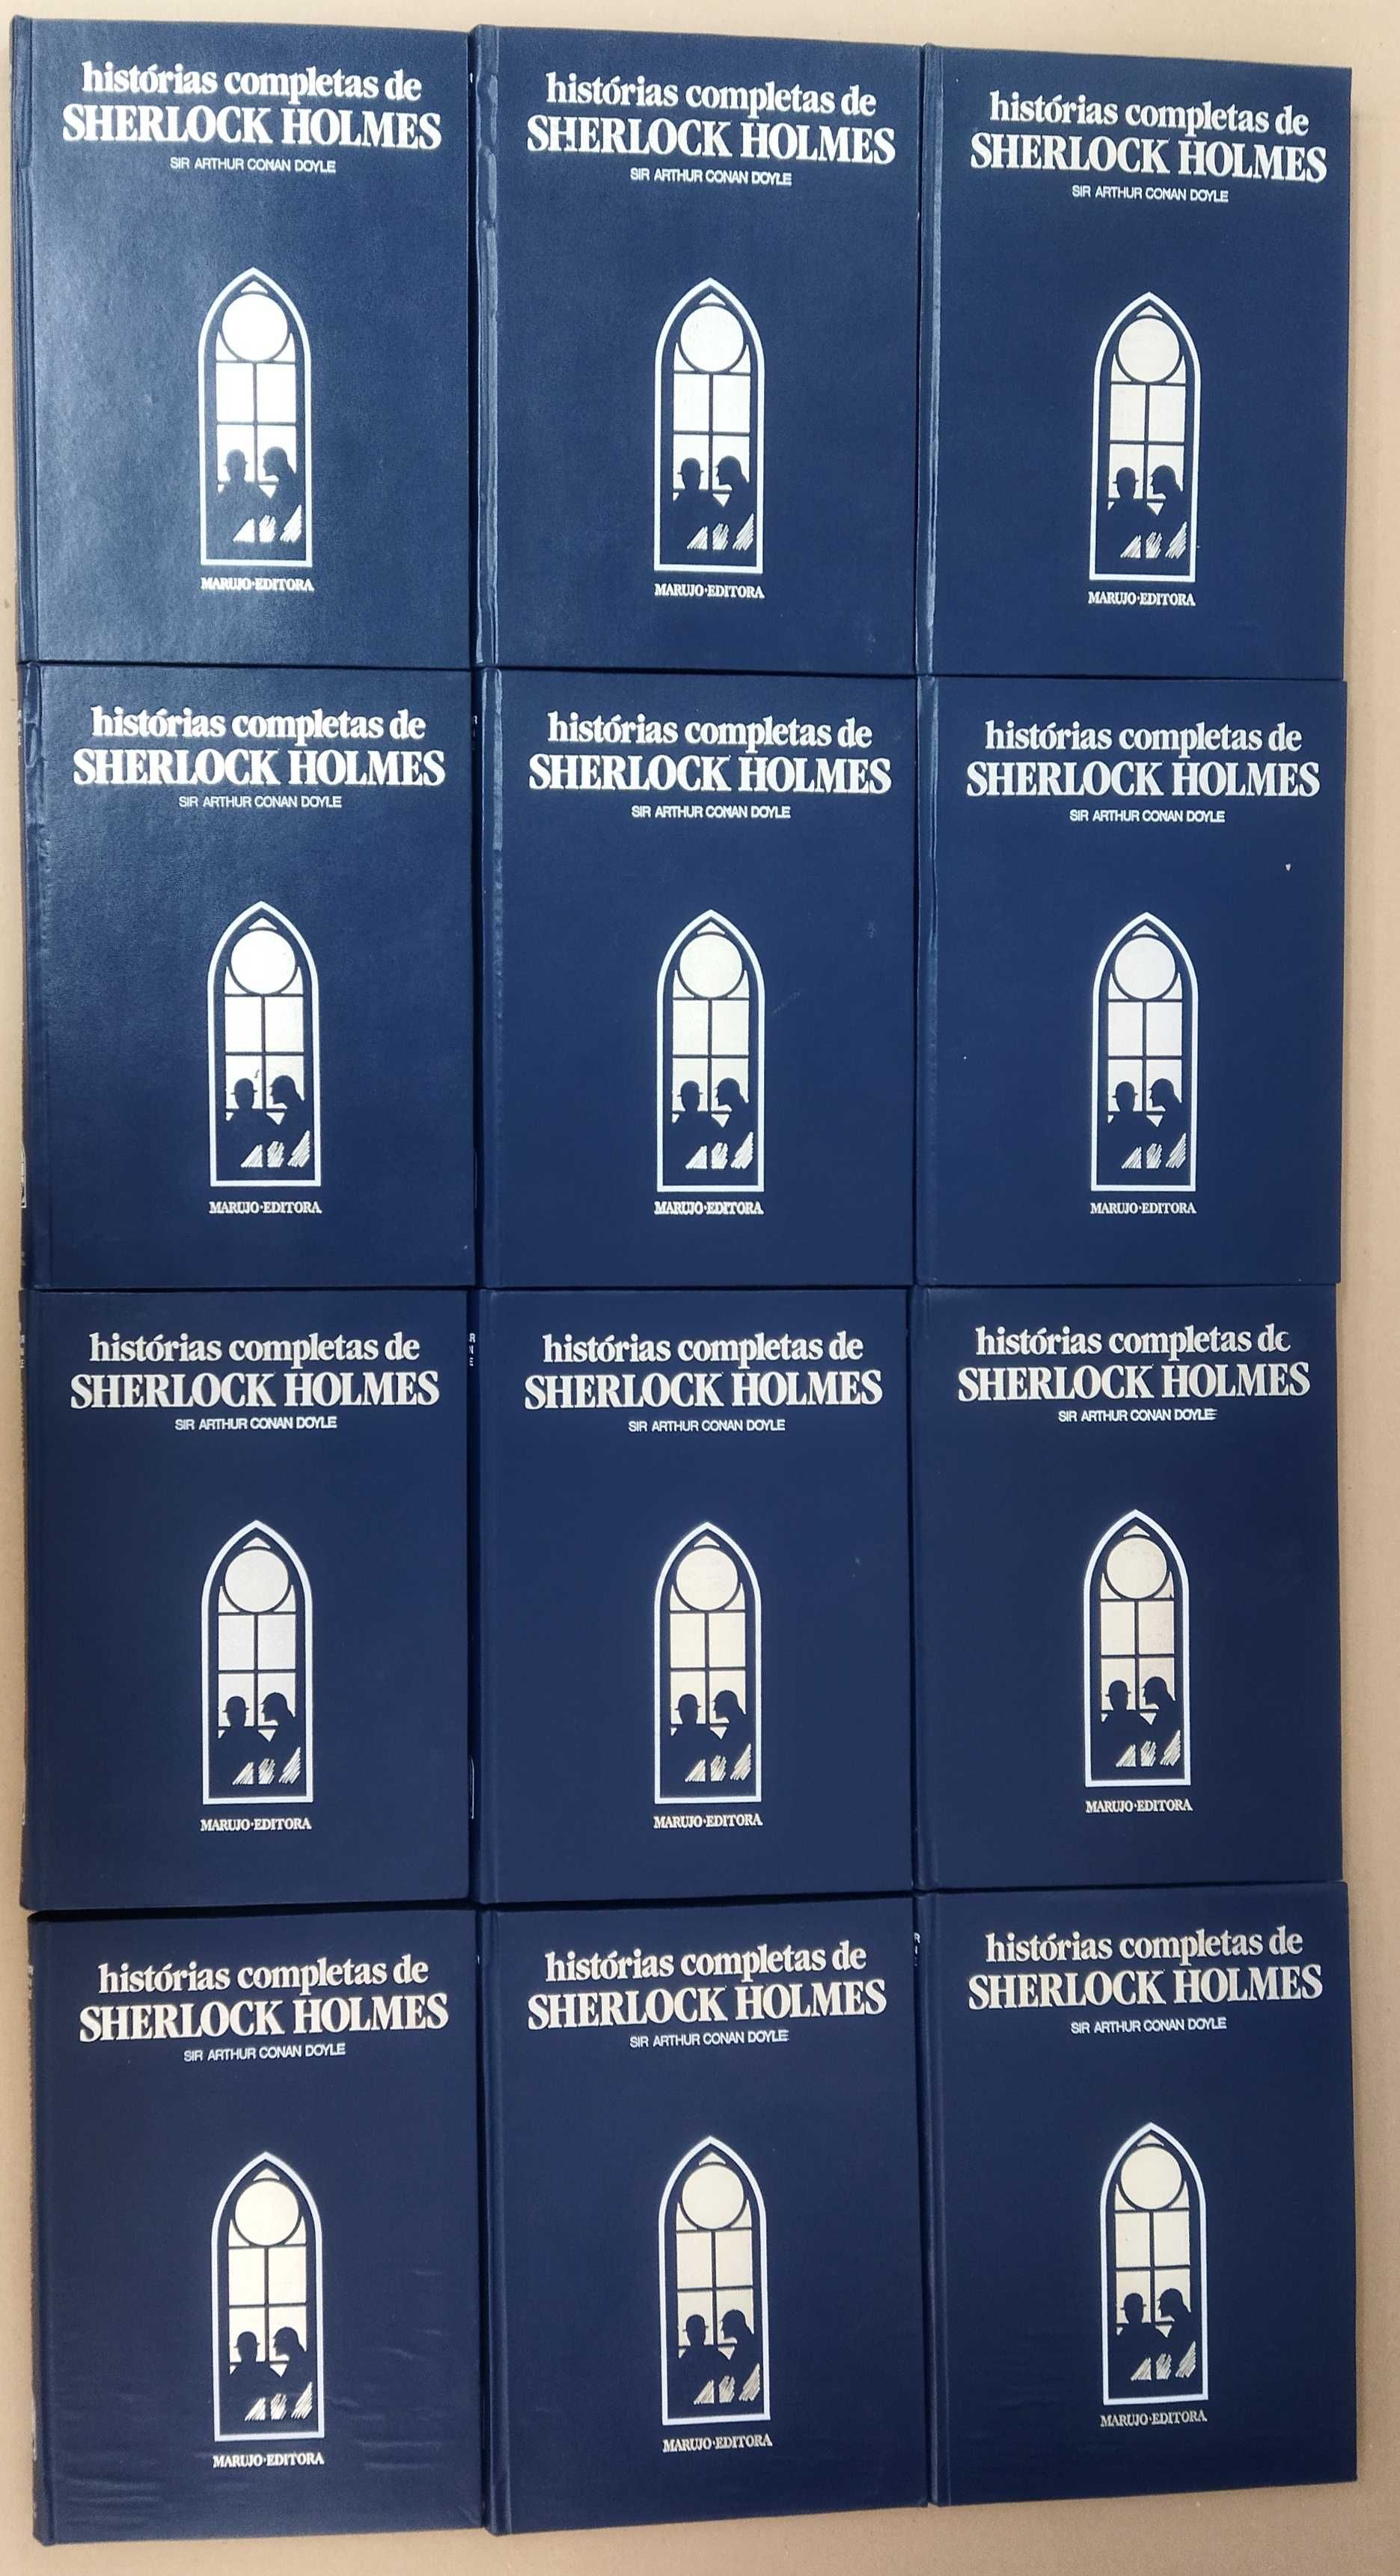 histórias completas de
SHERLOCK HOLMES
SIR ARTHUR CONAN DOYLE
MARUJO·EDITORA
histórias completas de
SHERLOCK HOLMES
SIR ARTHUR CONAN DOYLE
MARUJO·EDITORA
histórias completas de
SHERLOCK HOLMES
SIR ARTHUR CONAN DOYLE
MARUJO·EDITORA
histórias completas de
SHERLOCK HOLMES
SIR ARTHUR CONAN DOYLE
MARUJO·EDITORA
histórias completas de
SHERLOCK HOLMES
SIR ARTHUR CONAN DOYLE
MARUJO·EDITORA
histórias completas de
SHERLOCK HOLMES
SIR ARTHUR CONAN DOYLE
MARUJO·EDITORA
histórias completas de
SHERLOCK HOLMES
SIR ARTHUR CONAN DOYLE
MARUJO·EDITORA
histórias completas de
SHERLOCK HOLMES
SIR ARTHUR CONAN DOYLE
MARUJO·EDITORA
histórias completas de
SHERLOCK HOLMES
SIR ARTHUR CONAN DOYLE
MARUJO·EDITORA
histórias completas de
SHERLOCK HOLMES
SIR ARTHUR CONAN DOYLE
MARUJO·EDITORA
histórias completas de
SHERLOCK HOLMES
SIR ARTHUR CONAN DOYLE
MARUJO·EDITORA
histórias completas de
SHERLOCK HOLMES
SIR ARTHUR CONAN DOYLE
MARUJO·EDITORA